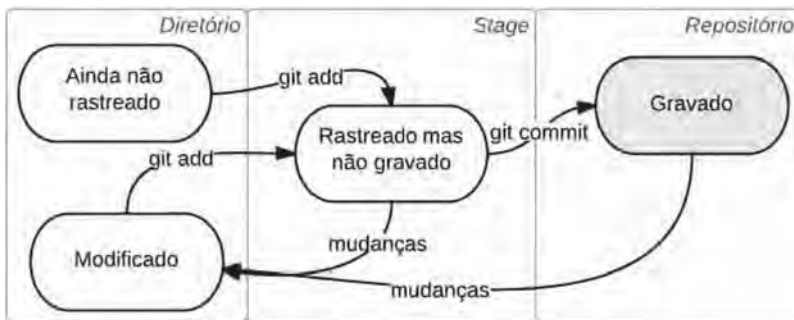 Diretório
Stage
Repositório
Ainda não
rastreado
git add
Rastreado mas
não gravado
git commit
Gravado
git add
Modificado
mudanças
mudanças